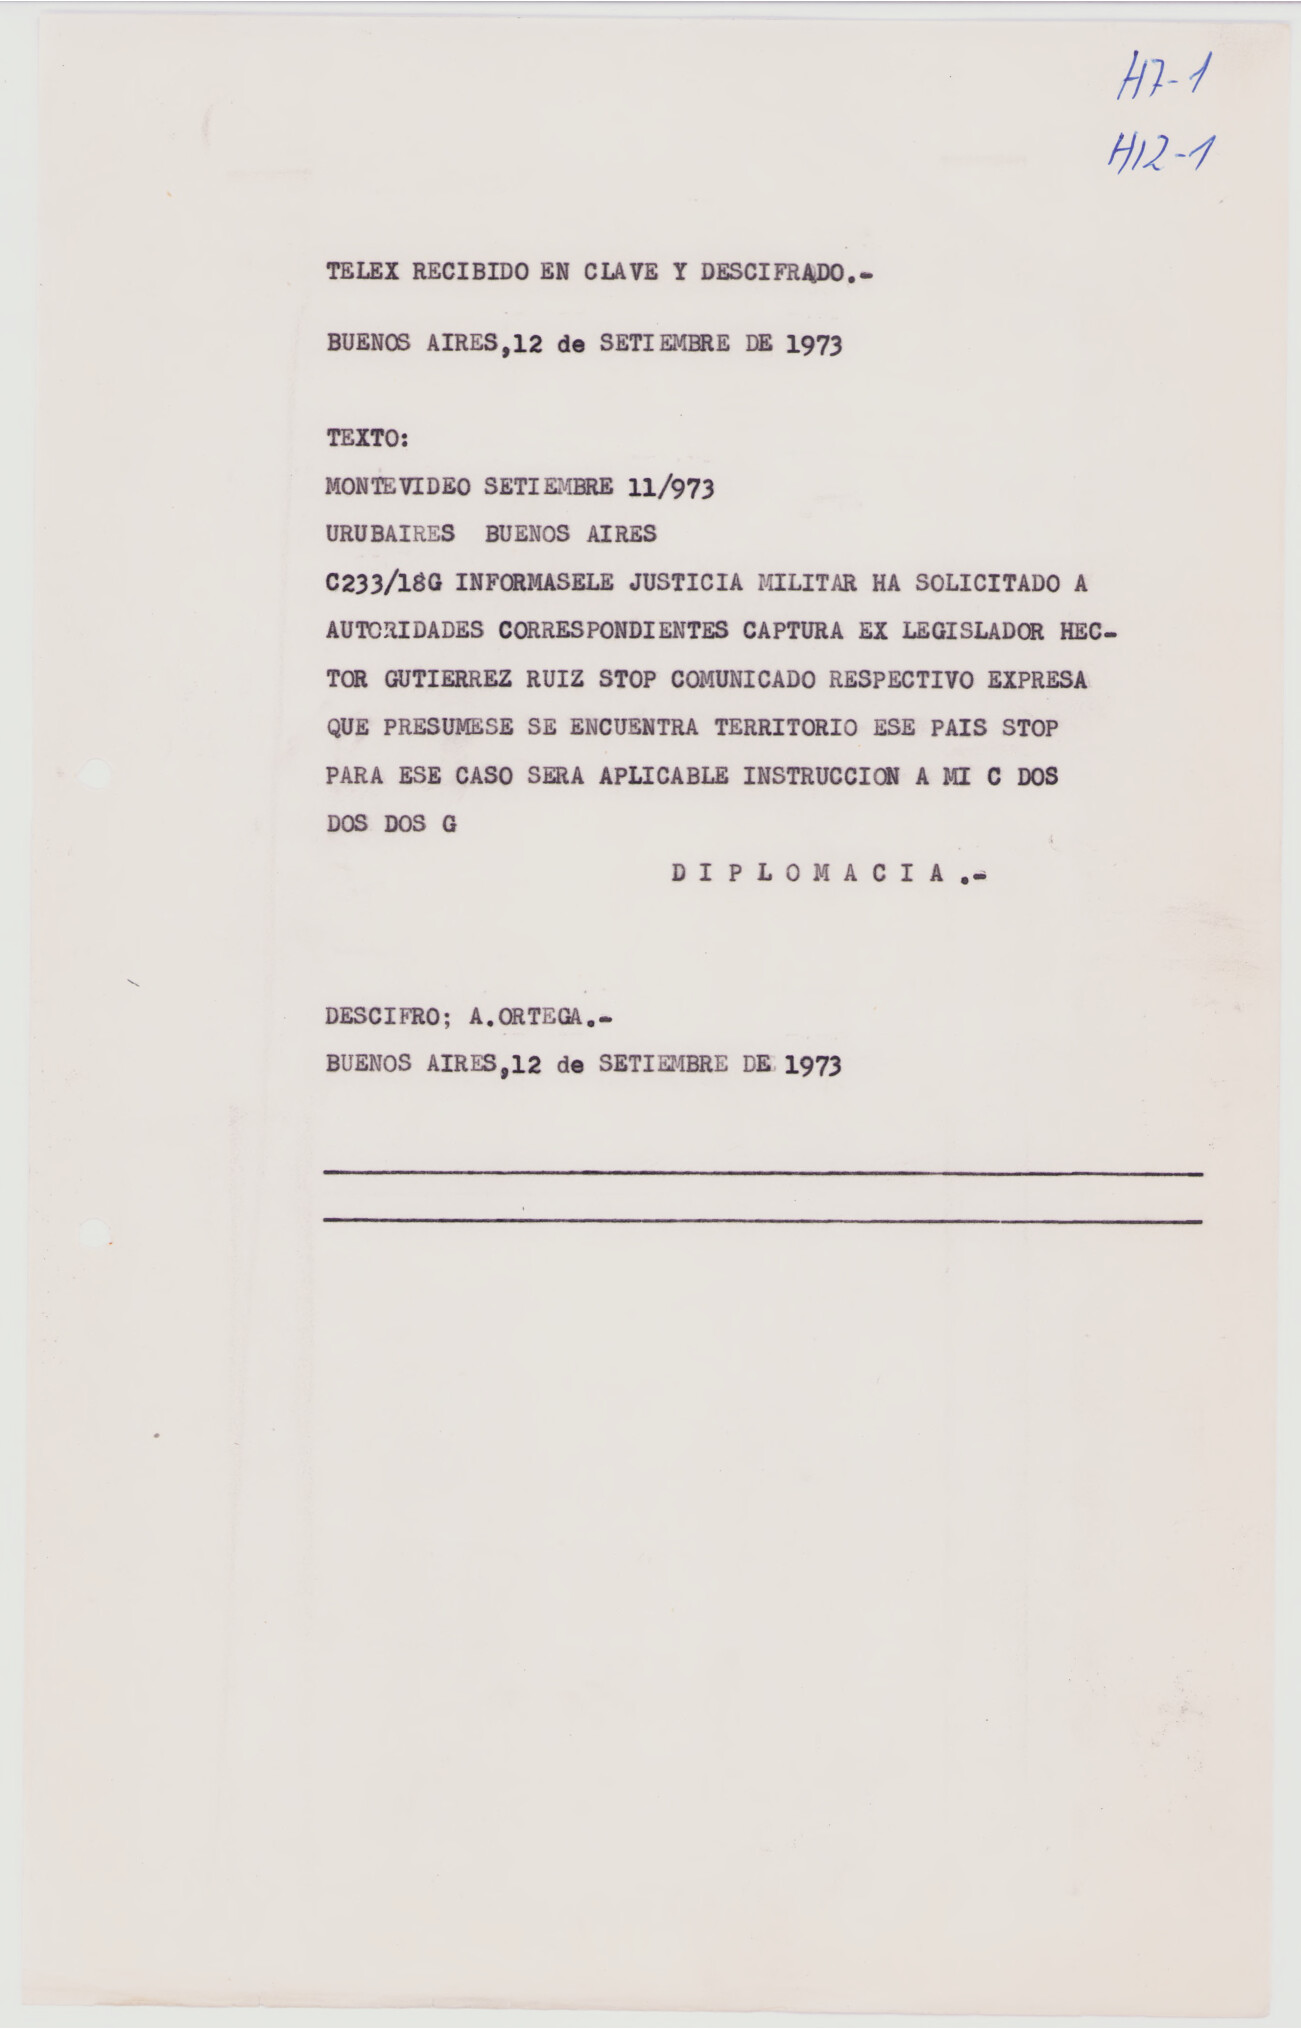 H7-1
H12-1
TELEX RECIBIDO EN CLAVE Y DESCIFRADO.-
BUENOS AIRES,12 de SETIEMBRE DE 1973
TEXTO:
MONTEVIDEO SETIEMBRE 11/973
URUBAIRES BUENOS AIRES
C233/18G INFORMASELE JUSTICIA MILITAR HA SOLICITADO A
AUTORIDADES CORRESPONDIENTES CAPTURA EX LEGISLADOR HEC-
TOR GUTIERREZ RUIZ STOP COMUNICADO RESPECTIVO EXPRESA
QUE PRESUMESE SE ENCUENTRA TERRITORIO ESE PAIS STOP
PARA ESE CASO SERA APLICABLE INSTRUCCION A MI C DOS
DOS DOS G
D I P L O M A C I A .-
DESCIFRO; A.ORTEGA.-
BUENOS AIRES,12 de SETIEMBRE DE 1973